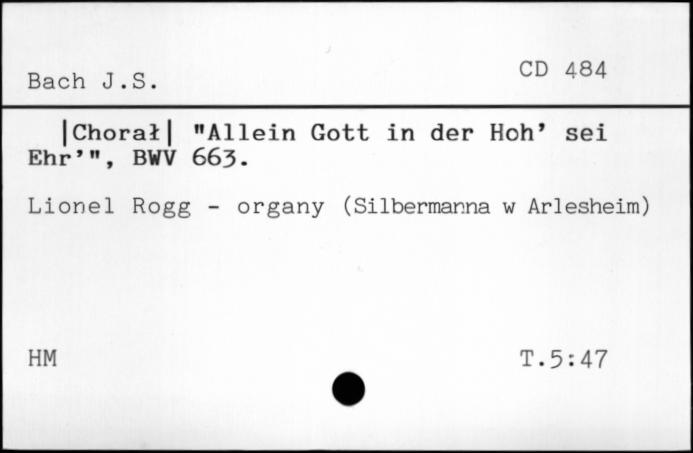 Bach J.S. CD 484
|Chorał| "Allein Gott in der Hoh' sei
Ehr'", BWV 663.
Lionel Rogg - organy (Silbermanna w Arlesheim)
HM T.5:47